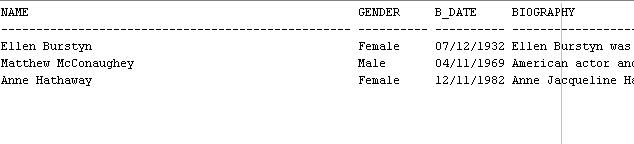 NAME GENDER B_DATE BIOGRAPHY
-------------------------------------------------- ---------- ---------- ------------------
Ellen Burstyn Female 07/12/1932 Ellen Burstyn was
Matthew McConaughey Male 04/11/1969 American actor and
Anne Hathaway Female 12/11/1982 Anne Jacqueline Ha